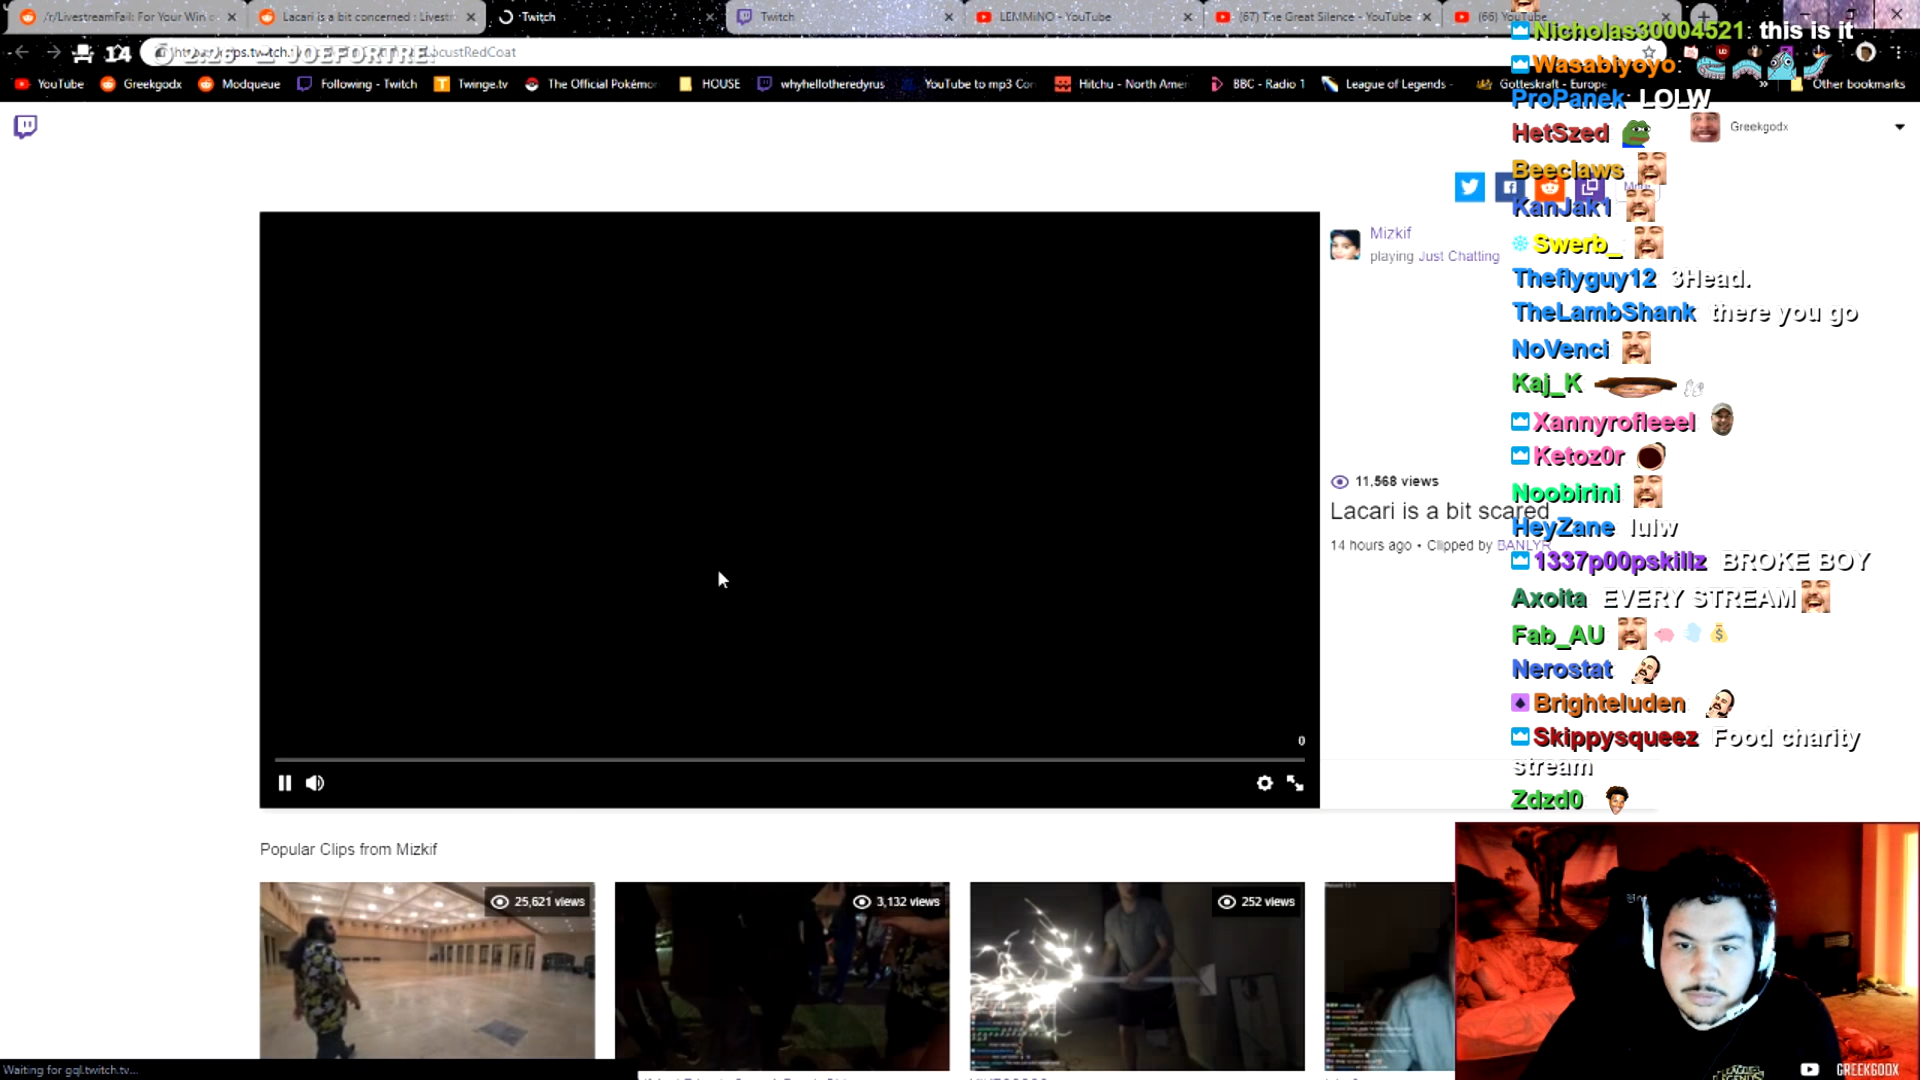 /r/LivestreamFail: For Your Win c
Lacari is a bit concerned : Livestr
Twitch
Twitch
LEMMiNO - YouTube
(67) The Great Silence - YouTube
(66) YouTube
14
ocustRedCoat
YouTube
Greekgodx
Modqueue
Following - Twitch
Twinge.tv
The Official Pokémon
HOUSE
whyhellotheredyrus
YouTube to mp3 Con
Hitchu - North Amer
BBC - Radio 1
League of Legends -
Gotteskraft - Europe
Other bookmarks
Greekgodx
Mizkif
playing Just Chatting
11,568 views
Lacari is a bit scared
14 hours ago • Clipped by BANLYR
0
Popular Clips from Mizkif
25,621 views
3,132 views
252 views
Waiting for gql.twitch.tv...
Nicholas30004521: this is it
Wasabiyoyo
ProPanek LOLW
HetSzed
Beeclaws
KanJak1
Swerb_
Theflyguy12 3Head.
TheLambShank there you go
NoVenci
Kaj_K
Xannyrofleeel
Ketoz0r
Noobirini
HeyZane lulw
1337p00pskillz BROKE BOY
Axoita EVERY STREAM
Fab_AU
Nerostat
Brighteluden
Skippysqueez Food charity
stream
Zdzd0
GREEKGODX